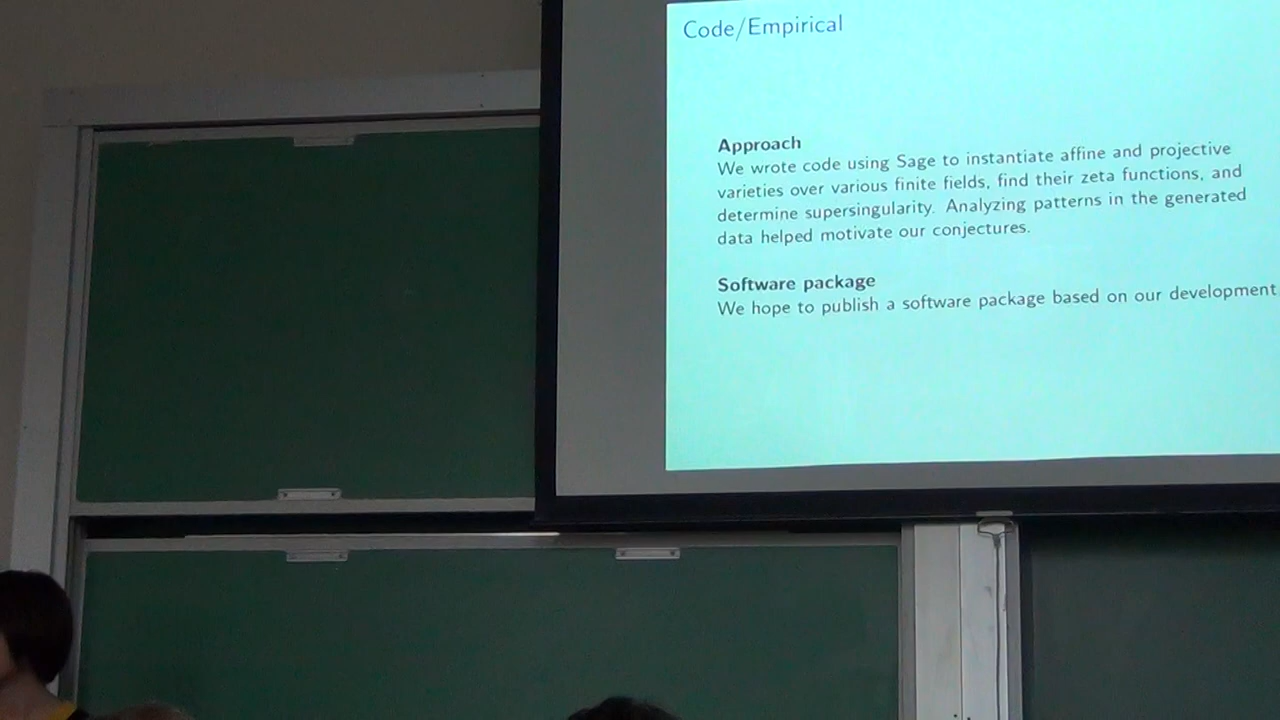 Code/Empirical
Approach
We wrote code using Sage to instantiate affine and projective
varieties over various finite fields, find their zeta functions, and
determine supersingularity. Analyzing patterns in the generated
data helped motivate our conjectures.
Software package
We hope to publish a software package based on our development